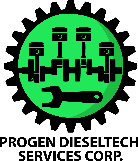 PROGEN DIESELTECH
SERVICES CORP.